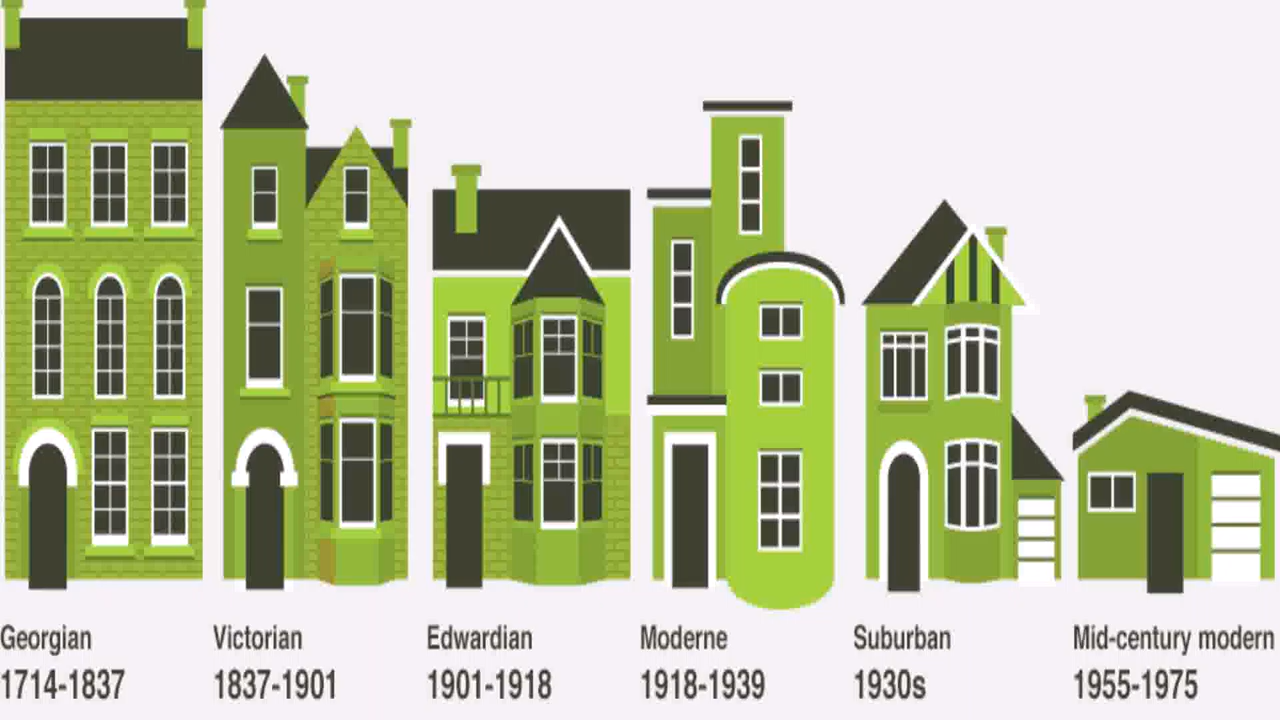 Georgian
1714-1837
Victorian
1837-1901
Edwardian
1901-1918
Moderne
1918-1939
Suburban
1930s
Mid-century modern
1955-1975